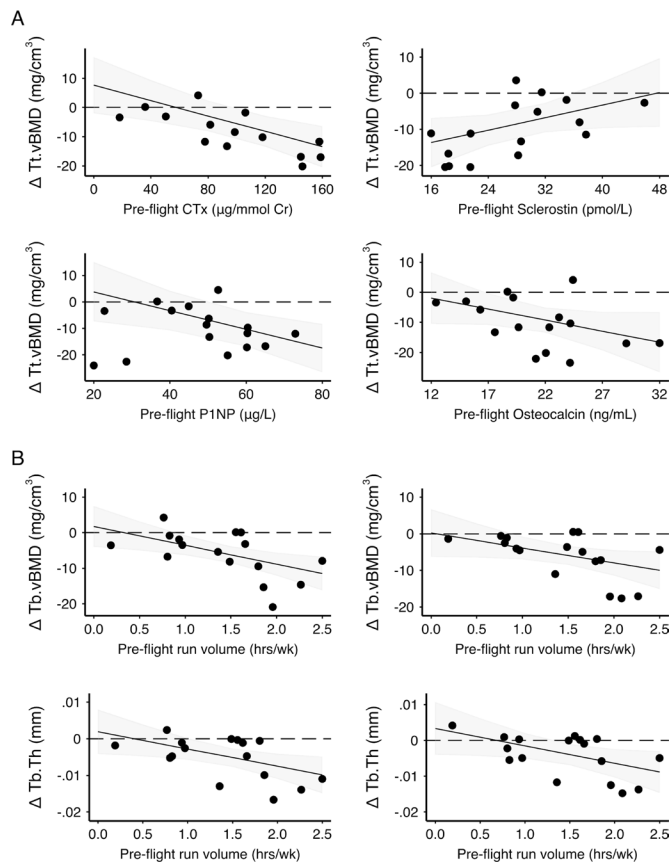 A
Δ Tt.vBMD (mg/cm³)
10
0
-10
-20
0 40 80 120 160
Pre-flight CTx (μg/mmol Cr)
Δ Tt.vBMD (mg/cm³)
10
0
-10
-20
16 24 32 40 48
Pre-flight Sclerostin (pmol/L)
Δ Tt.vBMD (mg/cm³)
10
0
-10
-20
20 40 60 80
Pre-flight P1NP (μg/L)
Δ Tt.vBMD (mg/cm³)
10
0
-10
-20
12 17 22 27 32
Pre-flight Osteocalcin (ng/mL)
B
Δ Tb.vBMD (mg/cm³)
10
0
-10
-20
0.0 0.5 1.0 1.5 2.0 2.5
Pre-flight run volume (hrs/wk)
Δ Tb.vBMD (mg/cm³)
10
0
-10
-20
0.0 0.5 1.0 1.5 2.0 2.5
Pre-flight run volume (hrs/wk)
Δ Tb.Th (mm)
.01
0
-.01
-.02
0.0 0.5 1.0 1.5 2.0 2.5
Pre-flight run volume (hrs/wk)
Δ Tb.Th (mm)
.01
0
-.01
-.02
0.0 0.5 1.0 1.5 2.0 2.5
Pre-flight run volume (hrs/wk)